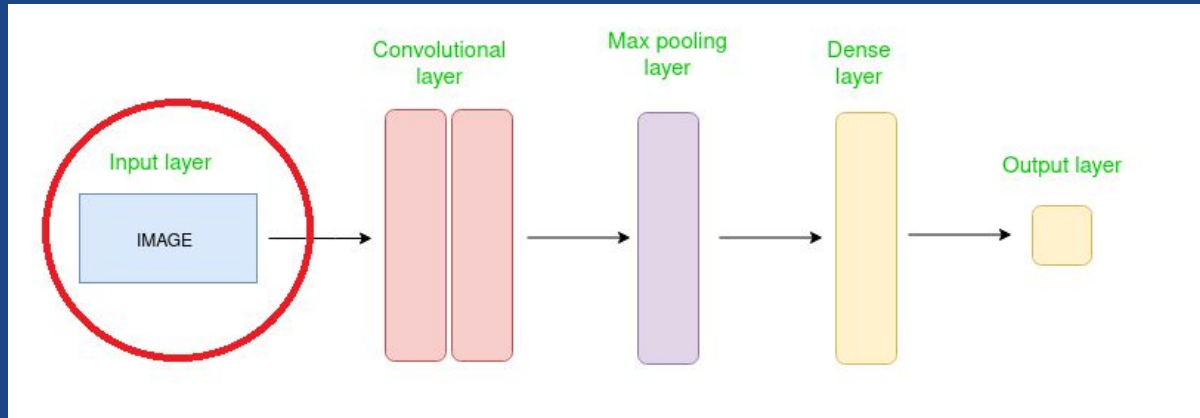 Input layer
IMAGE
Convolutional
layer
Max pooling
layer
Dense
layer
Output layer